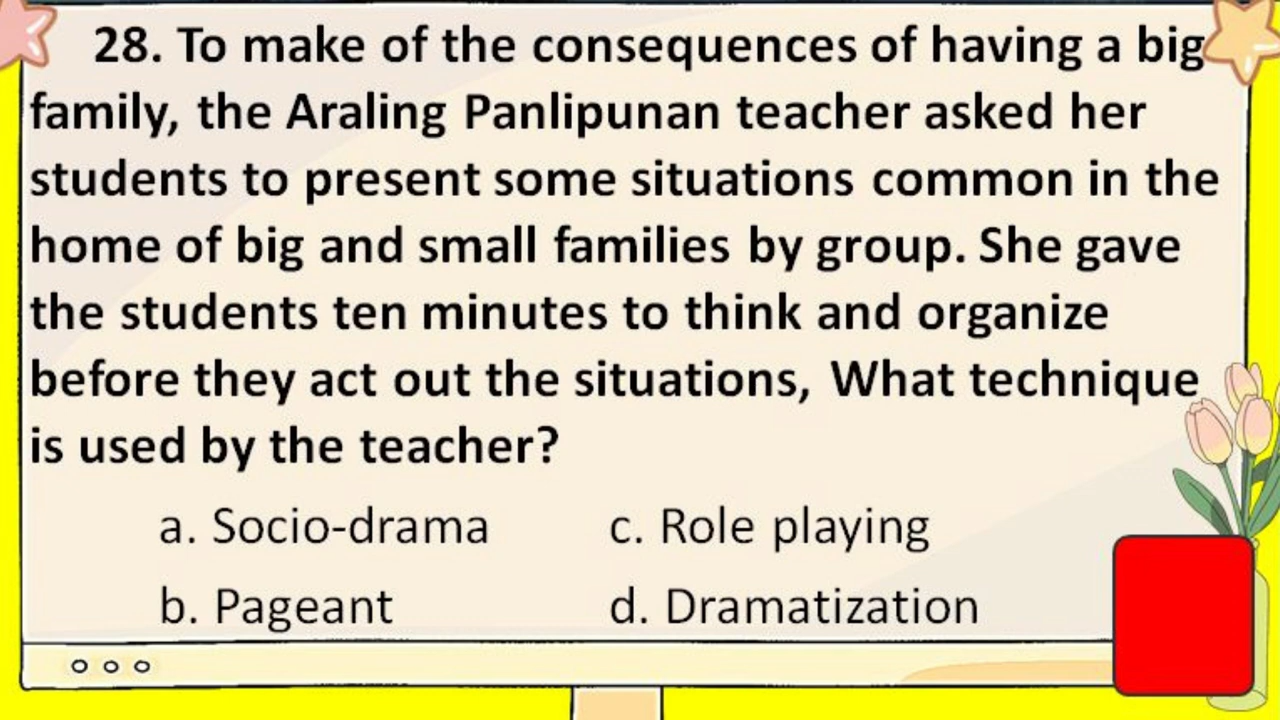 28. To make of the consequences of having a big
family, the Araling Panlipunan teacher asked her
students to present some situations common in the
home of big and small families by group. She gave
the students ten minutes to think and organize
before they act out the situations, What technique
is used by the teacher?
a. Socio-drama c. Role playing
b. Pageant d. Dramatization